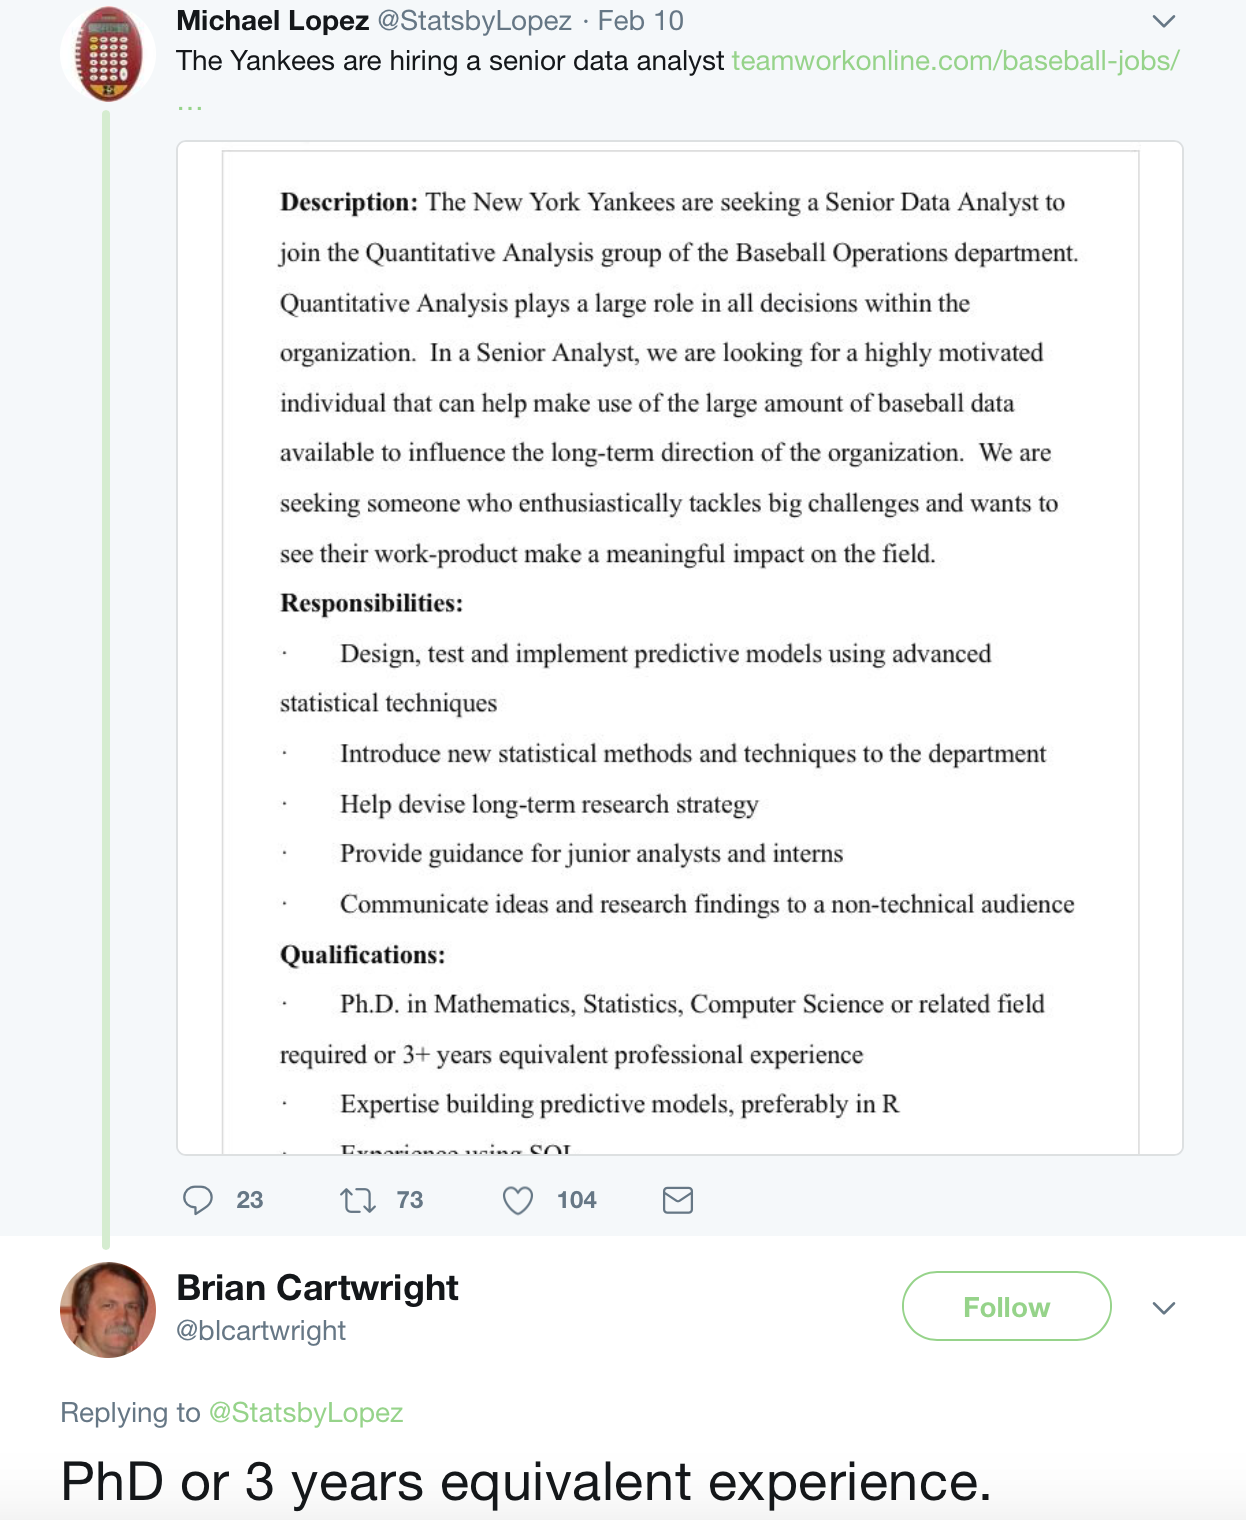 Michael Lopez @StatsbyLopez · Feb 10
The Yankees are hiring a senior data analyst teamworkonline.com/baseball-jobs/
...
Description: The New York Yankees are seeking a Senior Data Analyst to
join the Quantitative Analysis group of the Baseball Operations department.
Quantitative Analysis plays a large role in all decisions within the
organization.  In a Senior Analyst, we are looking for a highly motivated
individual that can help make use of the large amount of baseball data
available to influence the long-term direction of the organization.  We are
seeking someone who enthusiastically tackles big challenges and wants to
see their work-product make a meaningful impact on the field.
Responsibilities:
· Design, test and implement predictive models using advanced
statistical techniques
· Introduce new statistical methods and techniques to the department
· Help devise long-term research strategy
· Provide guidance for junior analysts and interns
· Communicate ideas and research findings to a non-technical audience
Qualifications:
· Ph.D. in Mathematics, Statistics, Computer Science or related field
required or 3+ years equivalent professional experience
· Expertise building predictive models, preferably in R
· Experience using SQL
23 73 104
Brian Cartwright
@blcartwright
Follow
Replying to @StatsbyLopez
PhD or 3 years equivalent experience.